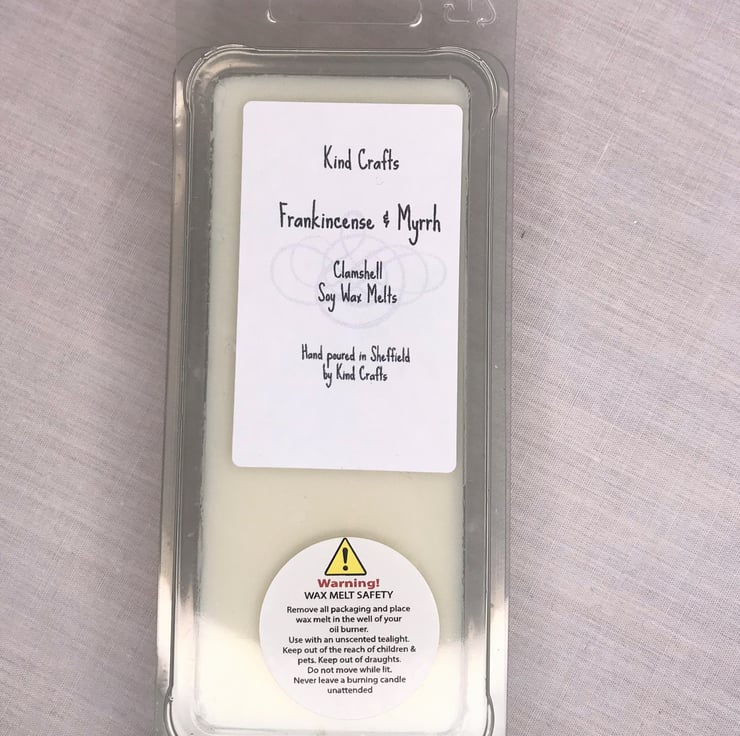 Kind Crafts
Frankincense & Myrrh
Clamshell
Soy Wax Melts
Hand poured in Sheffield
by Kind Crafts
Warning!
WAX MELT SAFETY
Remove all packaging and place
wax melt in the well of your
oil burner.
Use with an unscented tealight.
Keep out of the reach of children &
pets. Keep out of draughts.
Do not move while lit.
Never leave a burning candle
unattended